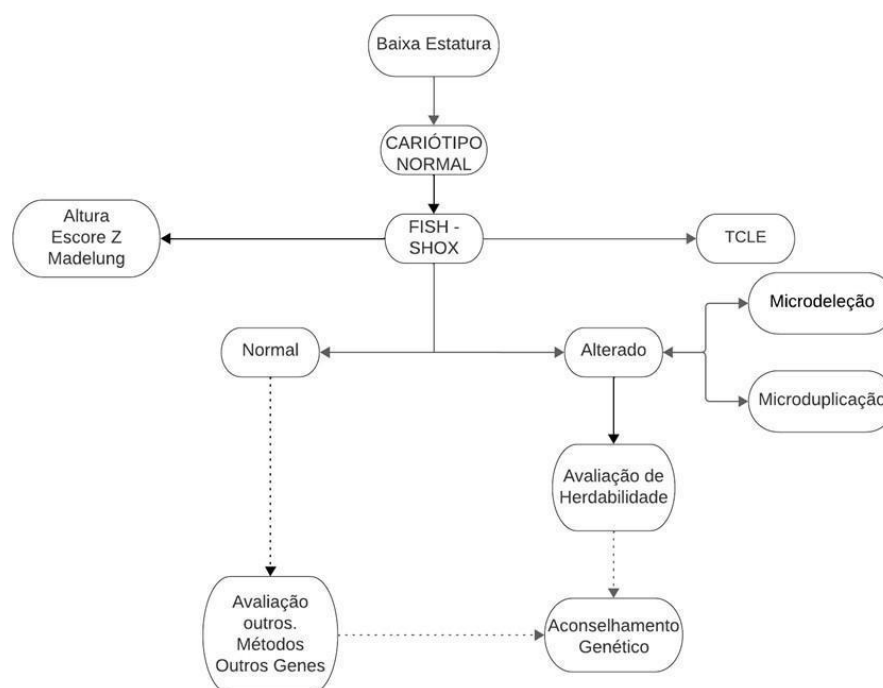 Baixa Estatura
CARIÓTIPO
NORMAL
Altura
Escore Z
Madelung
FISH -
SHOX
TCLE
Microdeleção
Normal
Alterado
Microduplicação
Avaliação de
Herdabilidade
Avaliação
outros.
Métodos
Outros Genes
Aconselhamento
Genético